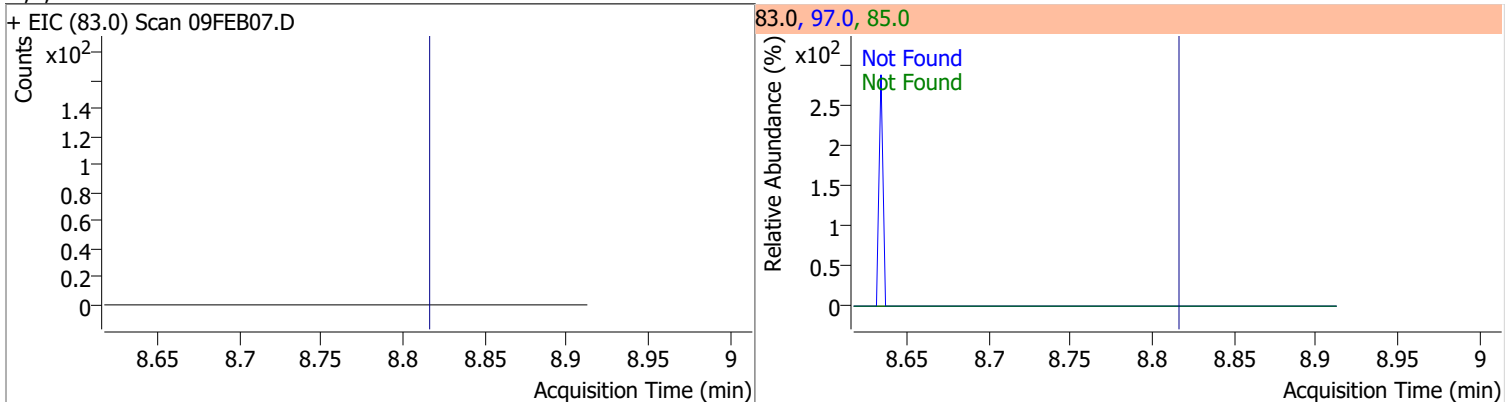 + EIC (83.0) Scan 09FEB07.D
Counts
x10²
1.4
1.2
1
0.8
0.6
0.4
0.2
0
8.65 8.7 8.75 8.8 8.85 8.9 8.95 9
Acquisition Time (min)
83.0, 97.0, 85.0
Relative Abundance (%)
x10²
Not Found
Not Found
2.5
2
1.5
1
0.5
0
8.65 8.7 8.75 8.8 8.85 8.9 8.95 9
Acquisition Time (min)